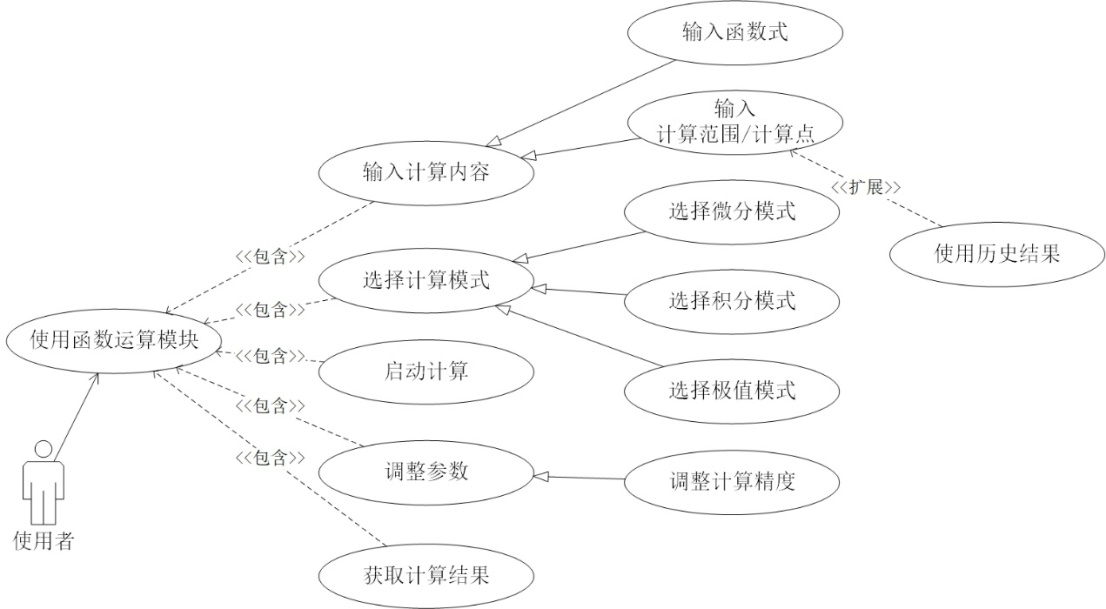 输入函数式
输入
计算范围/计算点
输入计算内容
<<扩展>>
选择微分模式
使用历史结果
<<包含>>
选择计算模式
选择积分模式
<<包含>>
使用函数运算模块
<<包含>>
启动计算
选择极值模式
<<包含>>
<<包含>>
调整参数
调整计算精度
使用者
获取计算结果